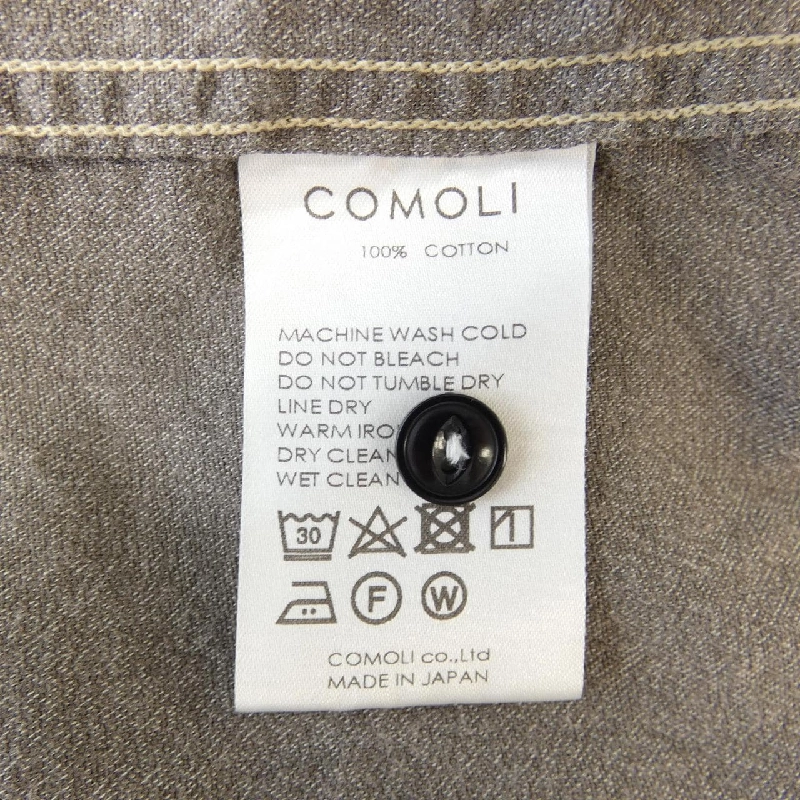 COMOLI
100% COTTON
MACHINE WASH COLD
DO NOT BLEACH
DO NOT TUMBLE DRY
LINE DRY
WARM IRO
DRY CLEAN
WET CLEAN
30
F W
COMOLI co.,Ltd
MADE IN JAPAN